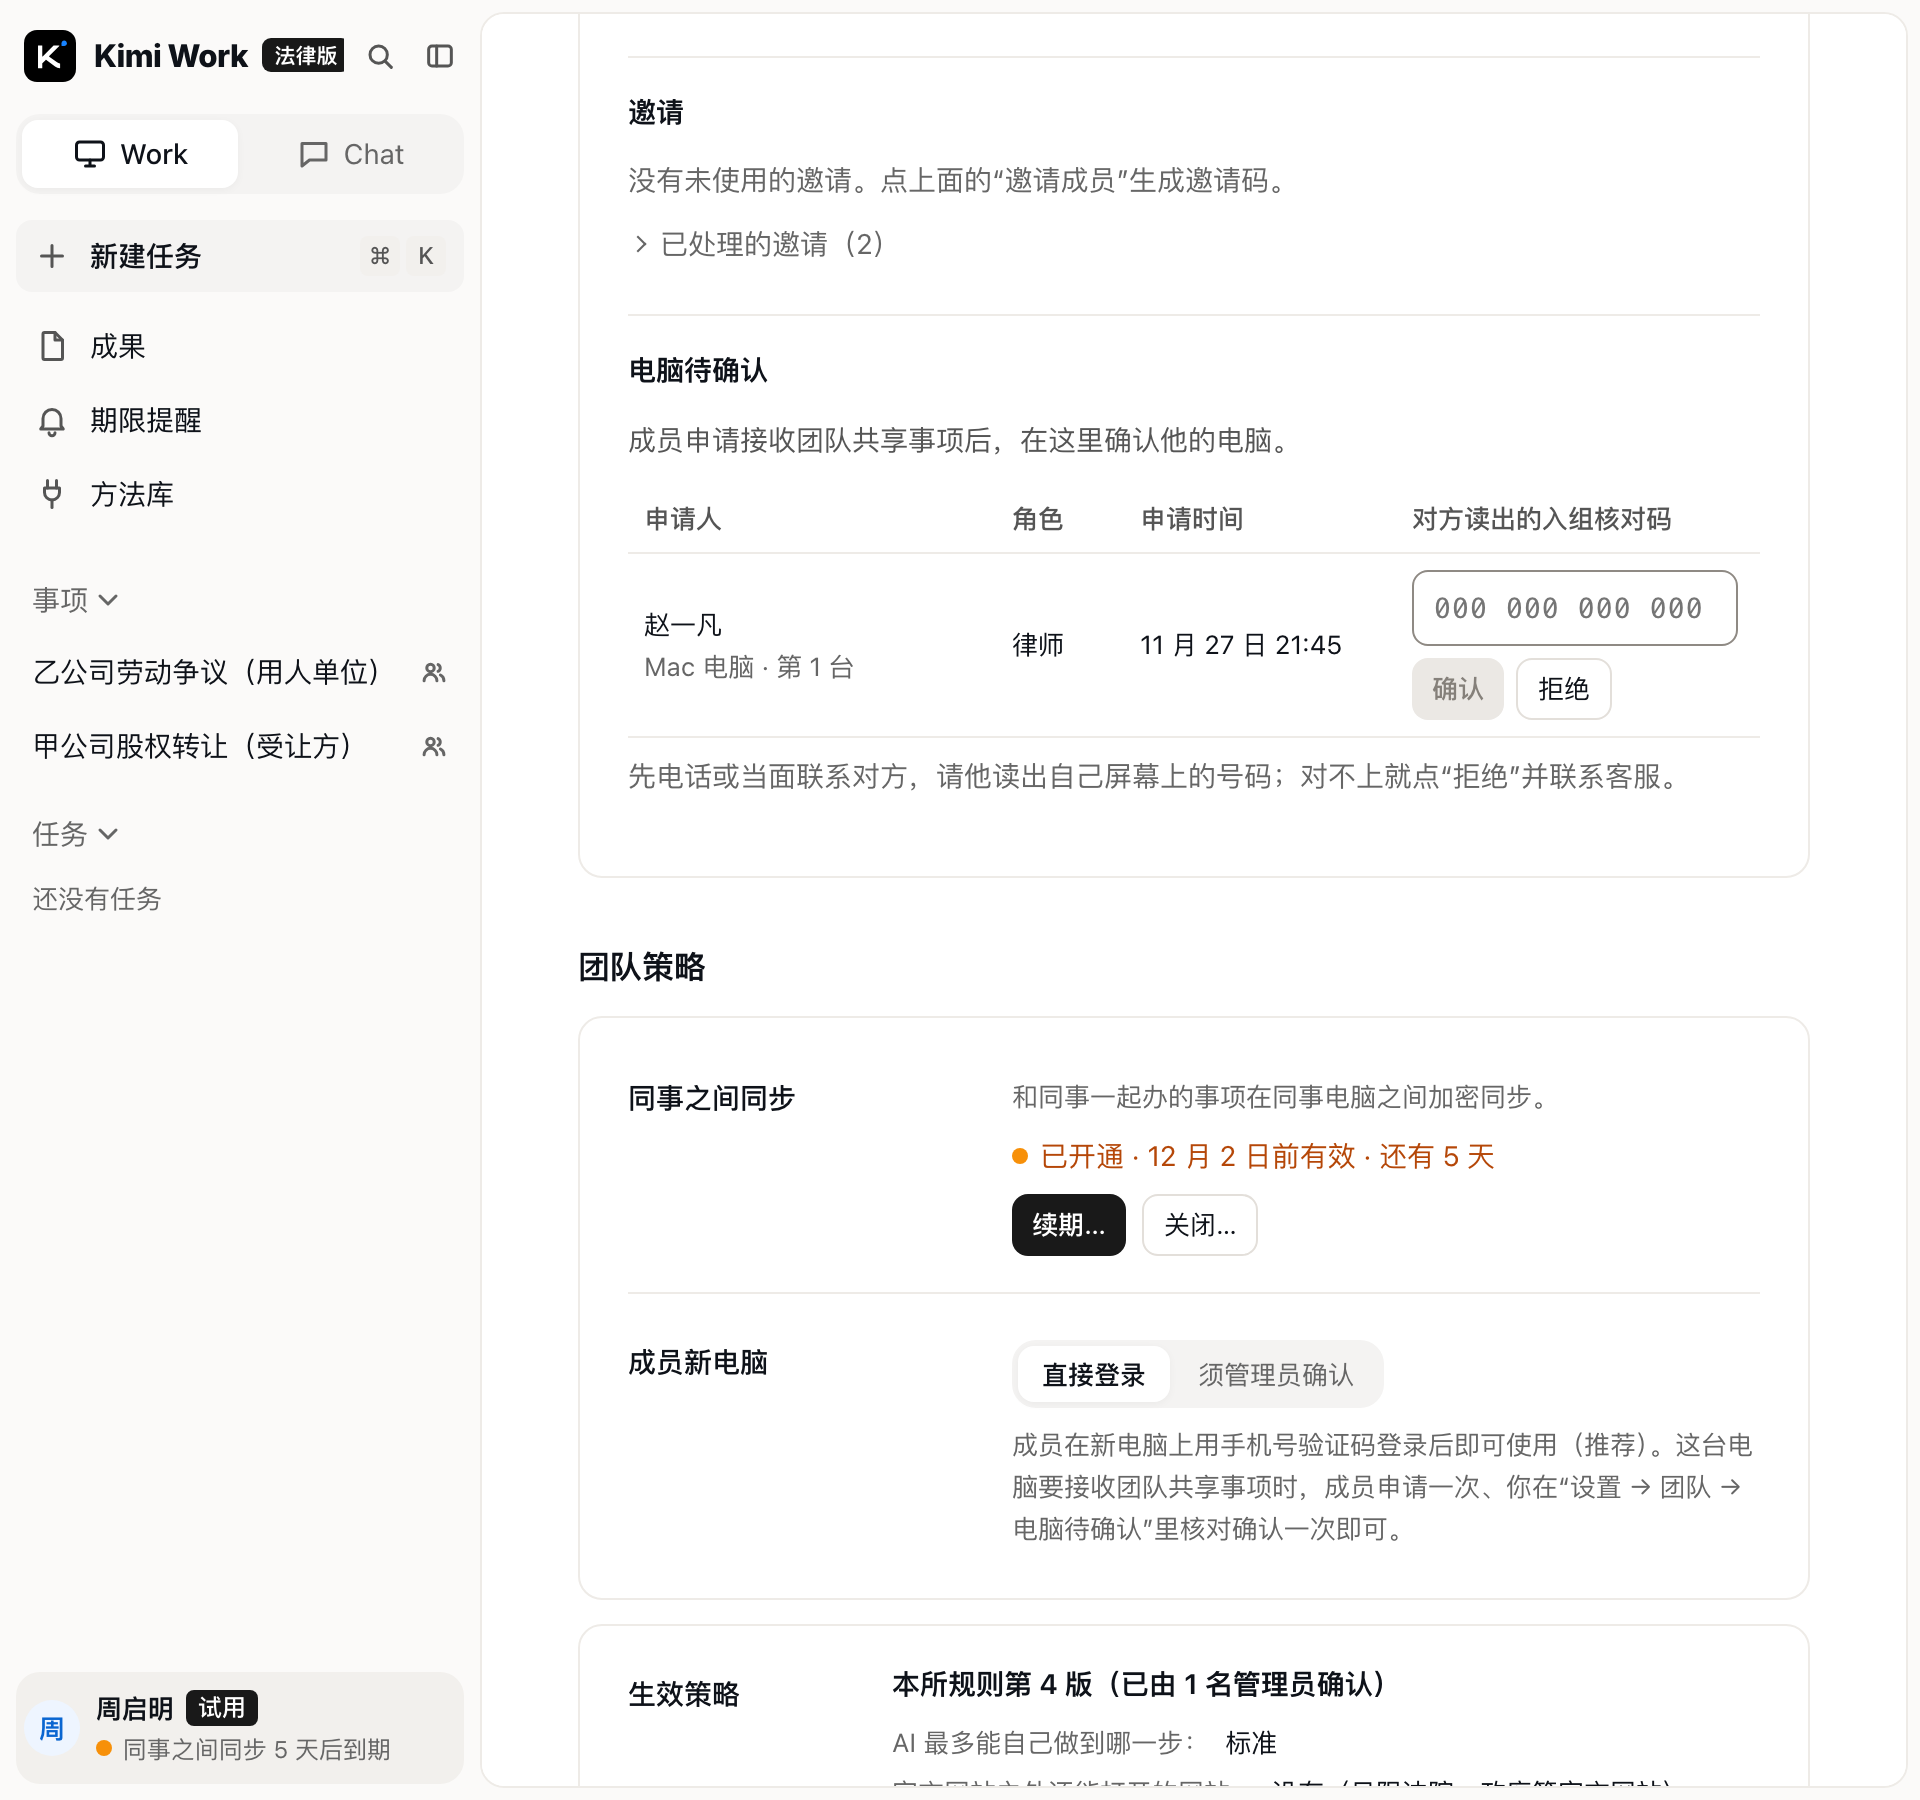 Kimi Work 法律版
Work
Chat
新建任务 ⌘ K
成果
期限提醒
方法库
事项
乙公司劳动争议（用人单位）
甲公司股权转让（受让方）
任务
还没有任务
周 周启明 试用
同事之间同步 5 天后到期
邀请
没有未使用的邀请。点上面的“邀请成员”生成邀请码。
已处理的邀请（2）
电脑待确认
成员申请接收团队共享事项后，在这里确认他的电脑。
申请人 角色 申请时间 对方读出的入组核对码
赵一凡
Mac 电脑 · 第 1 台
律师
11 月 27 日 21:45
000 000 000 000
确认 拒绝
先电话或当面联系对方，请他读出自己屏幕上的号码；对不上就点“拒绝”并联系客服。
团队策略
同事之间同步
和同事一起办的事项在同事电脑之间加密同步。
已开通 · 12 月 2 日前有效 · 还有 5 天
续期... 关闭...
成员新电脑
直接登录 须管理员确认
成员在新电脑上用手机号验证码登录后即可使用（推荐）。这台电
脑要接收团队共享事项时，成员申请一次、你在“设置 → 团队 →
电脑待确认”里核对确认一次即可。
生效策略
本所规则第 4 版（已由 1 名管理员确认）
AI 最多能自己做到哪一步： 标准